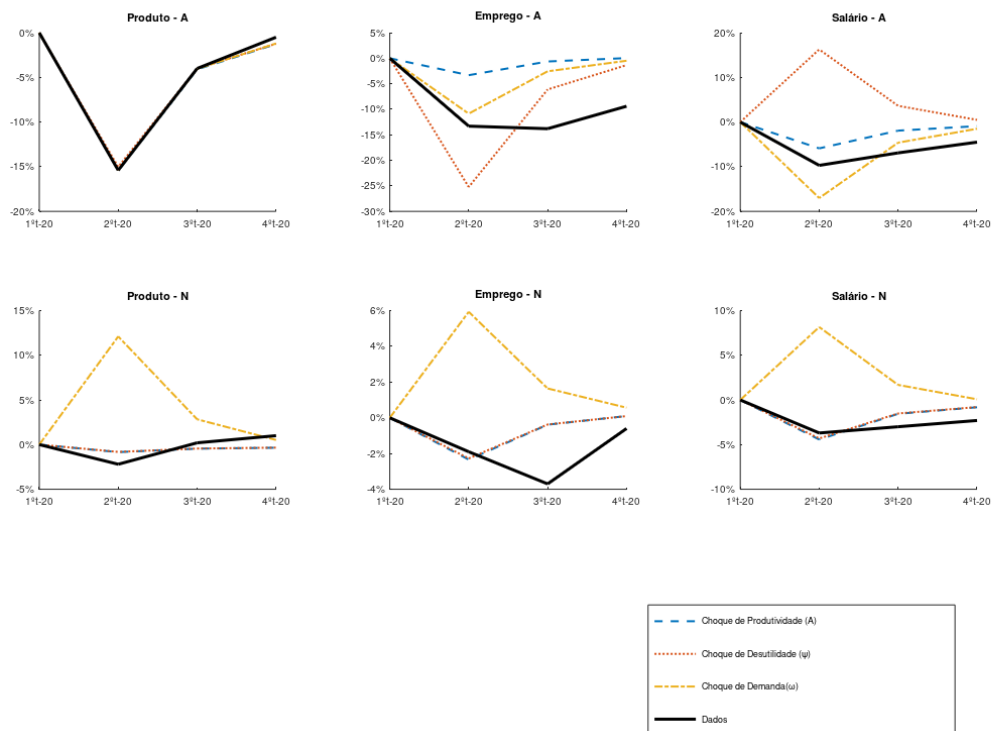 Produto - A
0%
-5%
-10%
-15%
-20%
1ºt-20 2ºt-20 3ºt-20 4ºt-20
Emprego - A
5%
0%
-5%
-10%
-15%
-20%
-25%
-30%
1ºt-20 2ºt-20 3ºt-20 4ºt-20
Salário - A
20%
10%
0%
-10%
-20%
1ºt-20 2ºt-20 3ºt-20 4ºt-20
Produto - N
15%
10%
5%
0%
-5%
1ºt-20 2ºt-20 3ºt-20 4ºt-20
Emprego - N
6%
4%
2%
0%
-2%
-4%
1ºt-20 2ºt-20 3ºt-20 4ºt-20
Salário - N
10%
5%
0%
-5%
-10%
1ºt-20 2ºt-20 3ºt-20 4ºt-20
Choque de Produtividade (A)
Choque de Desutilidade (ψ)
Choque de Demanda(ω)
Dados